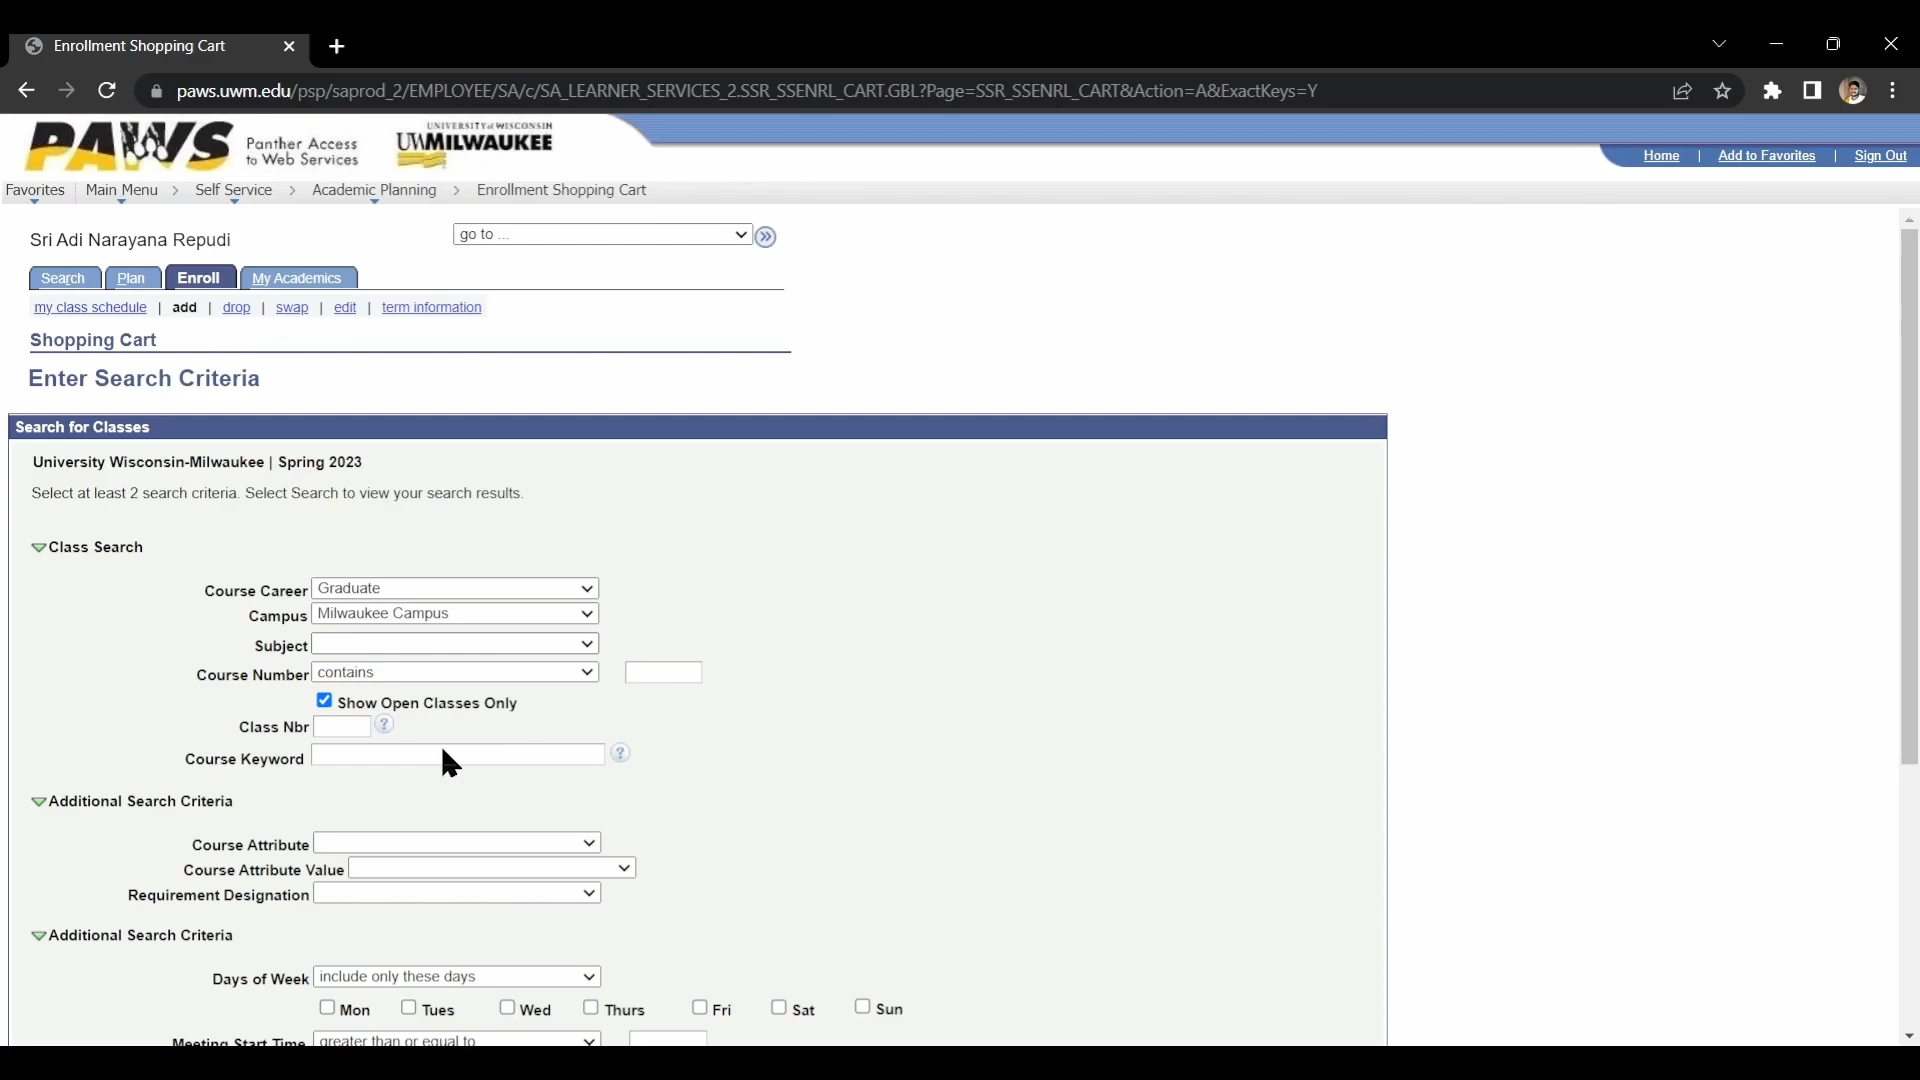 Enrollment Shopping Cart
paws.uwm.edu/psp/saprod_2/EMPLOYEE/SA/c/SA_LEARNER_SERVICES_2.SSR_SSENRL_CART.GBL?Page=SSR_SSENRL_CART&Action=A&ExactKeys=Y
PAWS Panther Access to Web Services
UNIVERSITY of WISCONSIN
UWMILWAUKEE
Home | Add to Favorites | Sign Out
Favorites Main Menu > Self Service > Academic Planning > Enrollment Shopping Cart
Sri Adi Narayana Repudi
go to ...
Search Plan Enroll My Academics
my class schedule | add | drop | swap | edit | term information
Shopping Cart
Enter Search Criteria
Search for Classes
University Wisconsin-Milwaukee | Spring 2023
Select at least 2 search criteria. Select Search to view your search results.
Class Search
Course Career Graduate
Campus Milwaukee Campus
Subject
Course Number contains
Show Open Classes Only
Class Nbr ?
Course Keyword ?
Additional Search Criteria
Course Attribute
Course Attribute Value
Requirement Designation
Additional Search Criteria
Days of Week include only these days
Mon Tues Wed Thurs Fri Sat Sun
Meeting Start Time greater than or equal to